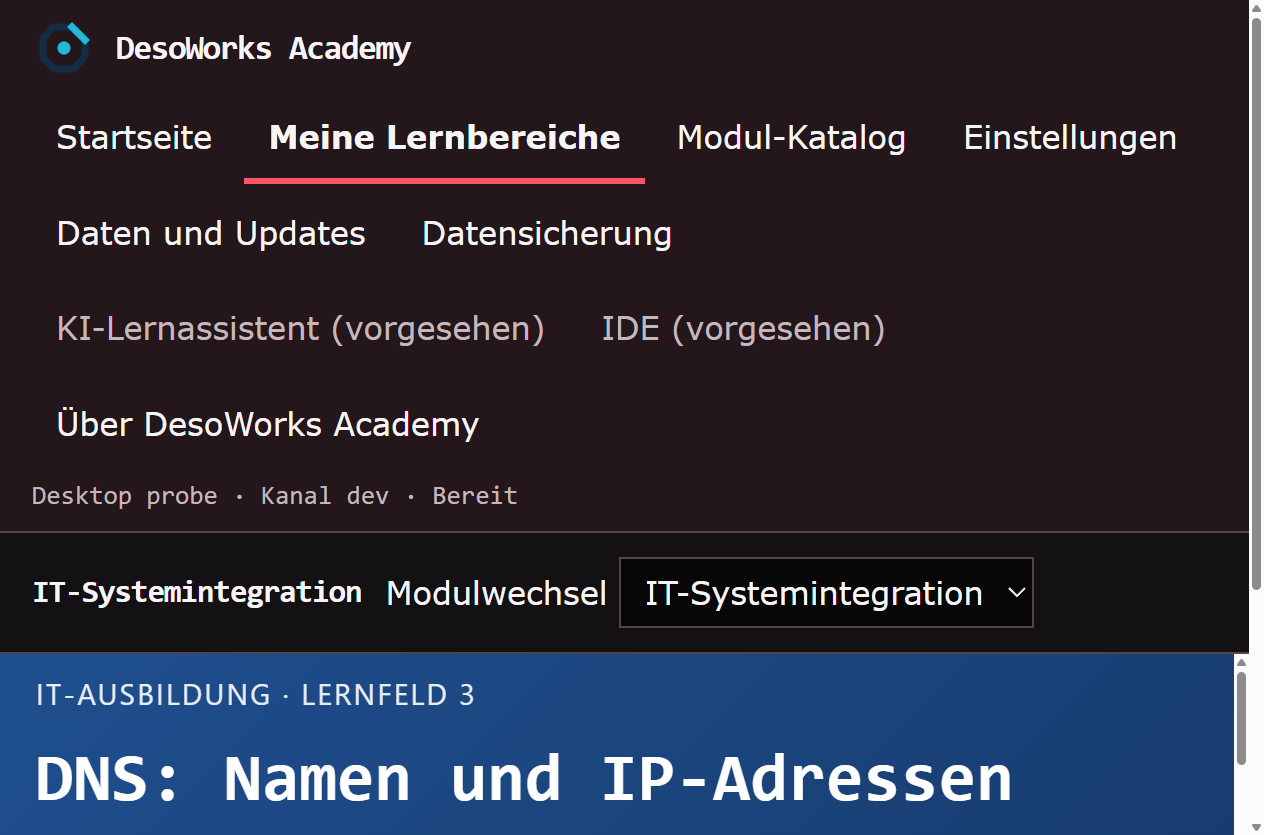 DesoWorks Academy
Startseite Meine Lernbereiche Modul-Katalog Einstellungen
Daten und Updates Datensicherung
KI-Lernassistent (vorgesehen) IDE (vorgesehen)
Über DesoWorks Academy
Desktop probe · Kanal dev · Bereit
IT-Systemintegration Modulwechsel IT-Systemintegration
IT-AUSBILDUNG · LERNFELD 3
DNS: Namen und IP-Adressen